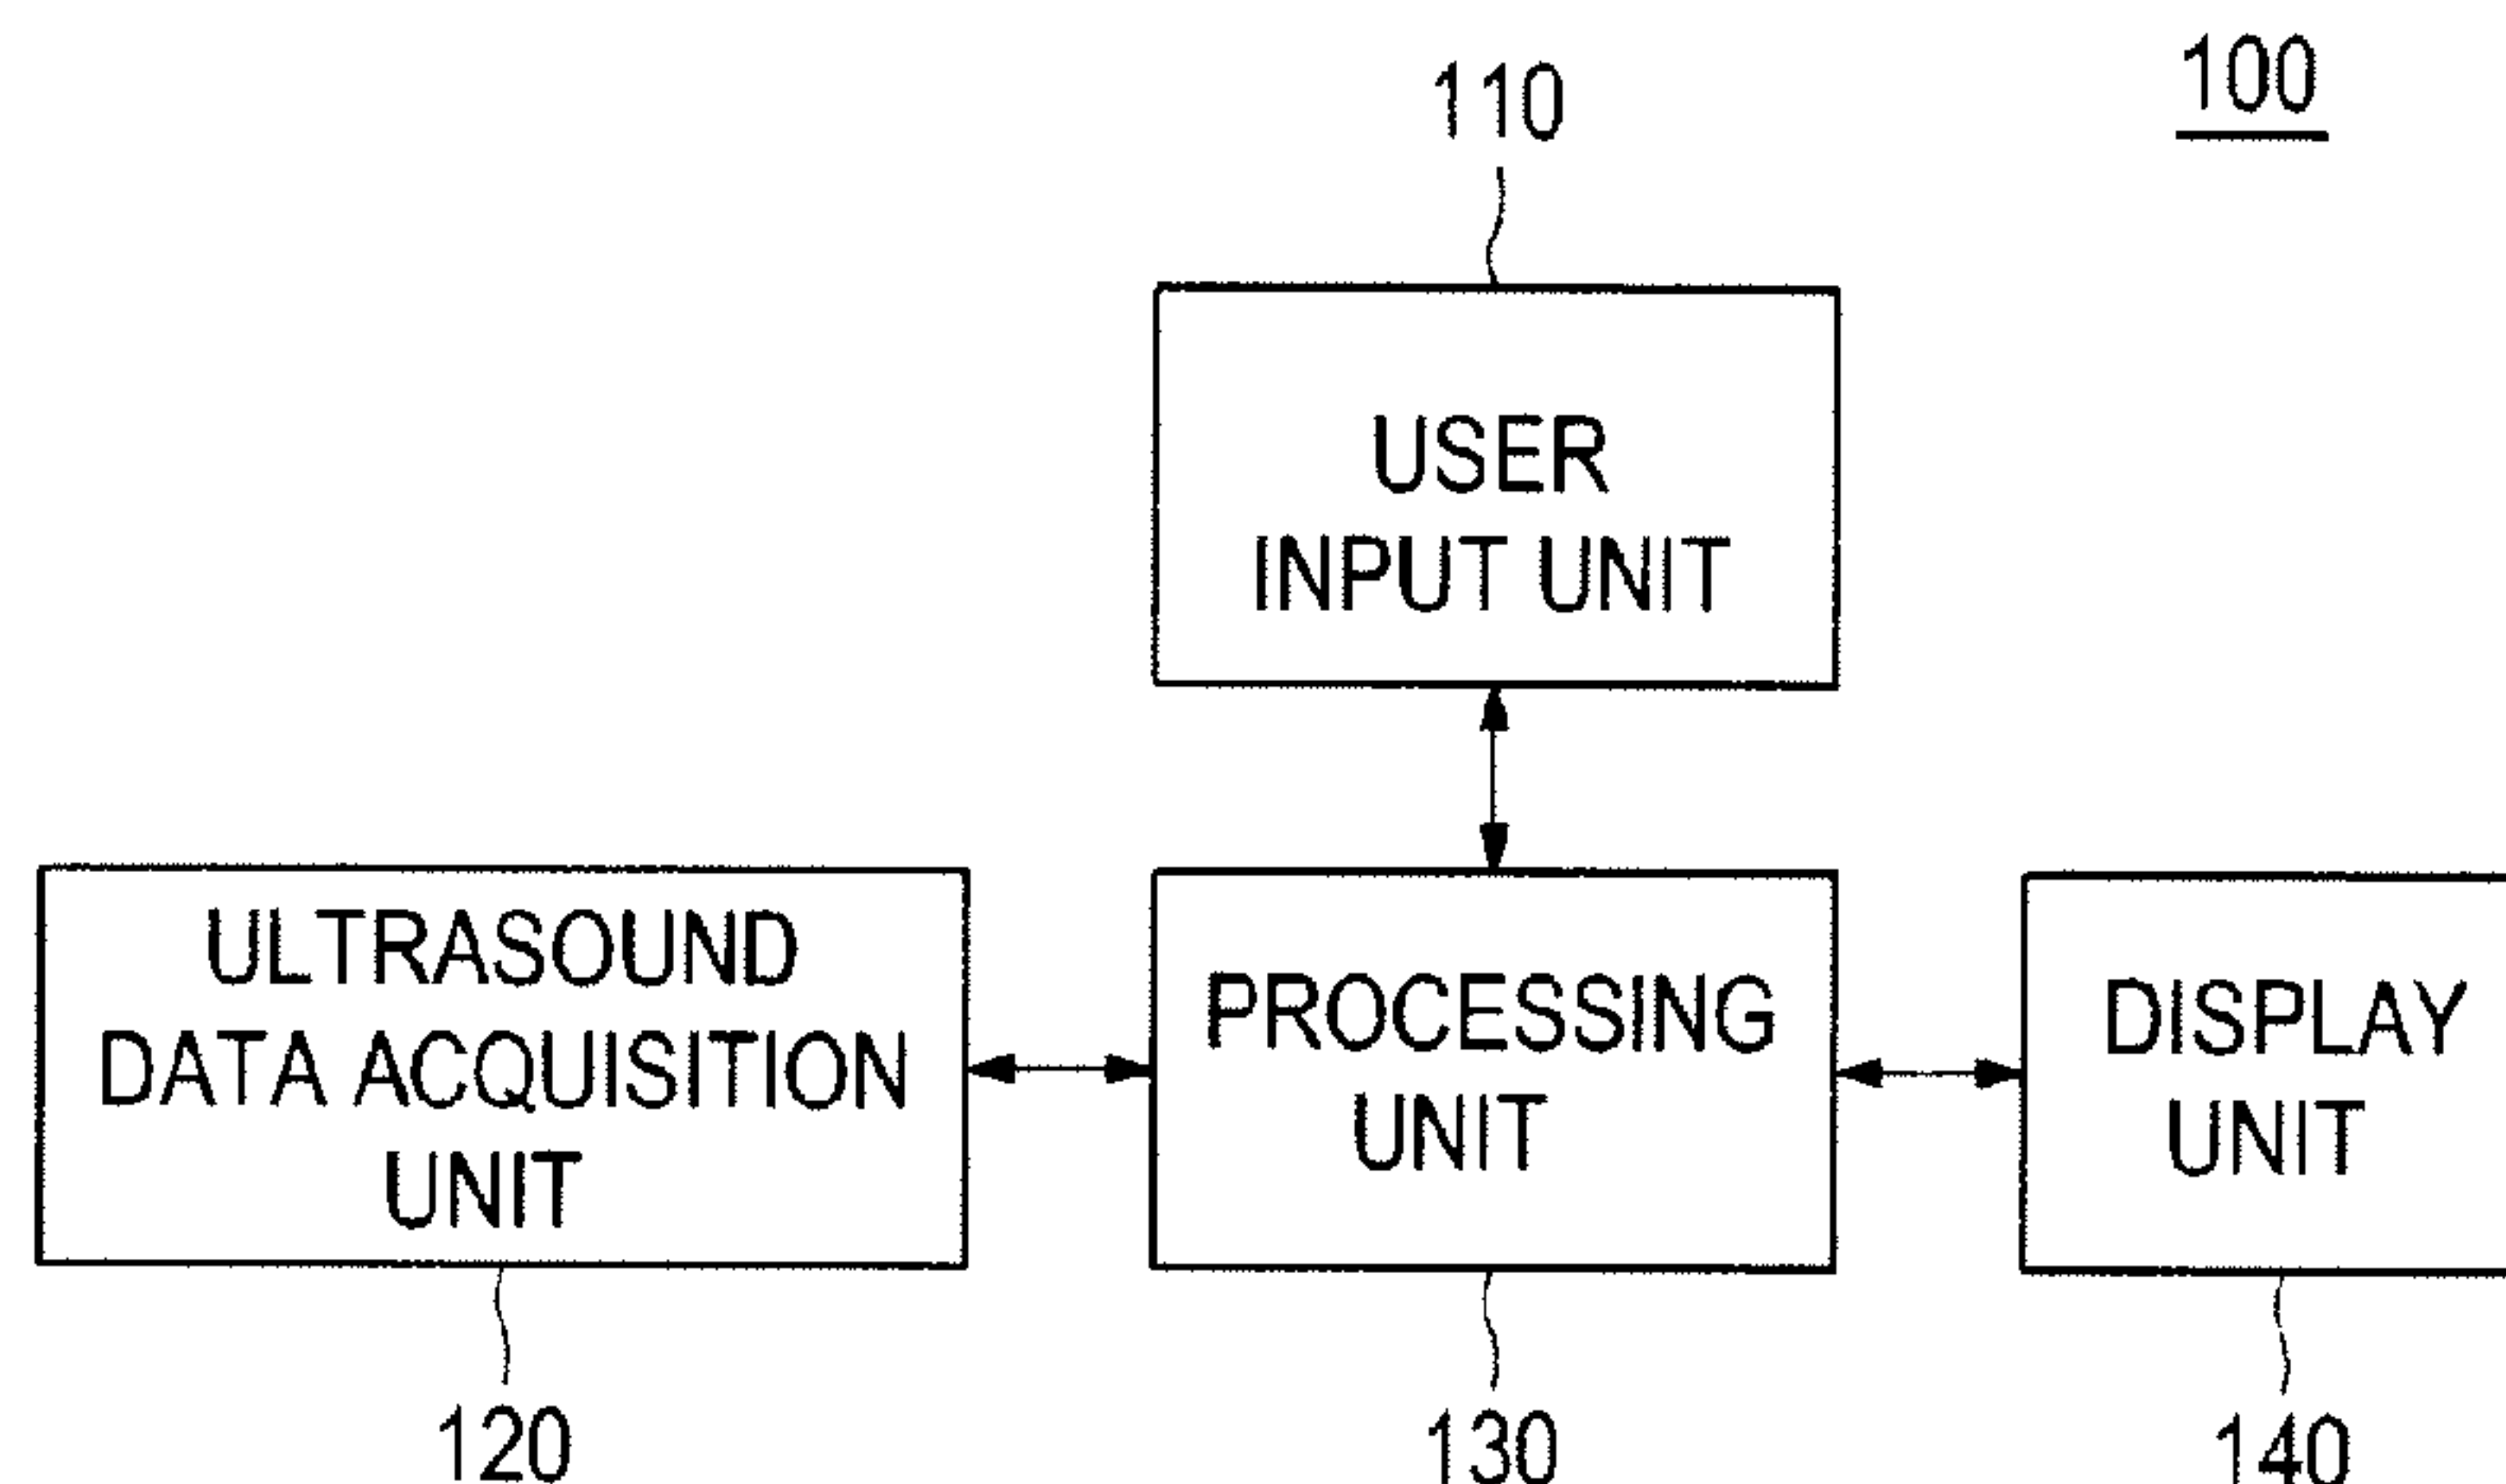 100
110
USER
INPUT UNIT
ULTRASOUND
DATA ACQUISITION
UNIT
PROCESSING
UNIT
DISPLAY
UNIT
120
130
140